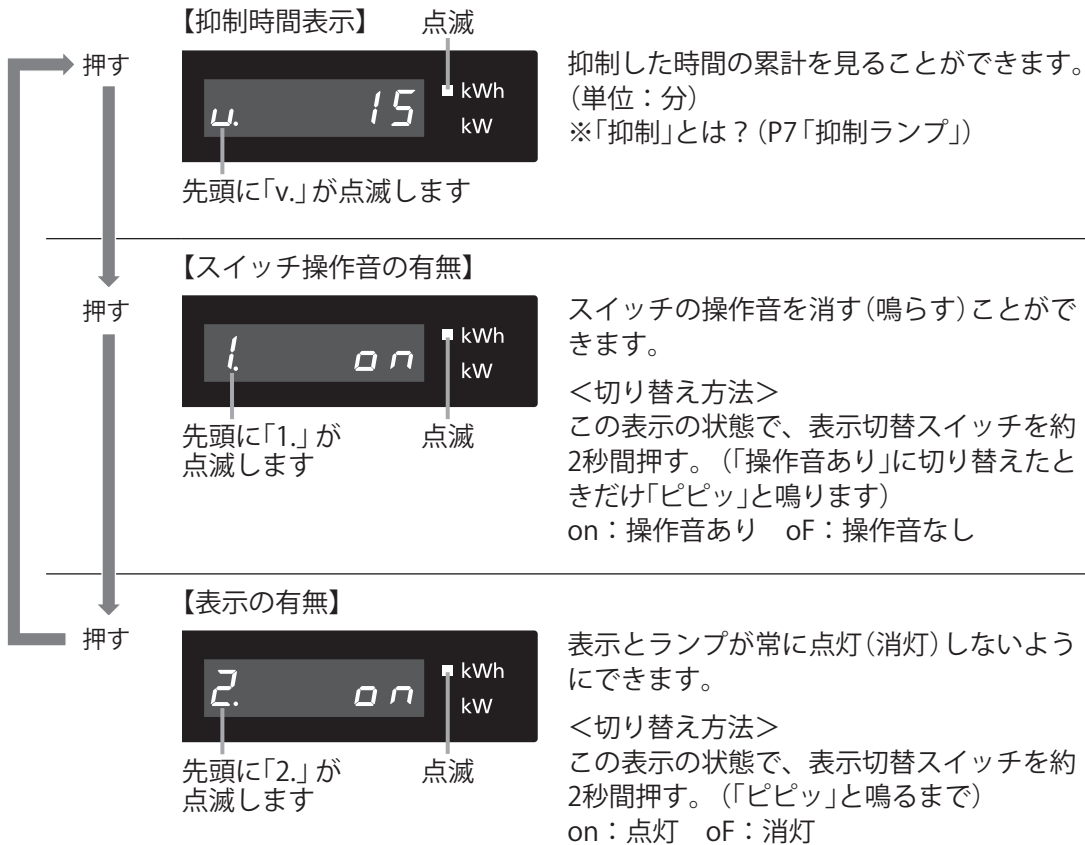 【抑制時間表示】 点滅
押す
u. 15 kWh
kW
先頭に「v.」が点滅します
抑制した時間の累計を見ることができます。
（単位：分）
※「抑制」とは？（P7「抑制ランプ」）
【スイッチ操作音の有無】
押す
1. on kWh
kW
先頭に「1.」が
点滅します
点滅
スイッチの操作音を消す（鳴らす）ことがで
きます。
＜切り替え方法＞
この表示の状態で、表示切替スイッチを約
2秒間押す。（「操作音あり」に切り替えたと
きだけ「ピピッ」と鳴ります）
on：操作音あり　oF：操作音なし
【表示の有無】
押す
2. on kWh
kW
先頭に「2.」が
点滅します
点滅
表示とランプが常に点灯（消灯）しないよう
にできます。
＜切り替え方法＞
この表示の状態で、表示切替スイッチを約
2秒間押す。（「ピピッ」と鳴るまで）
on：点灯　oF：消灯